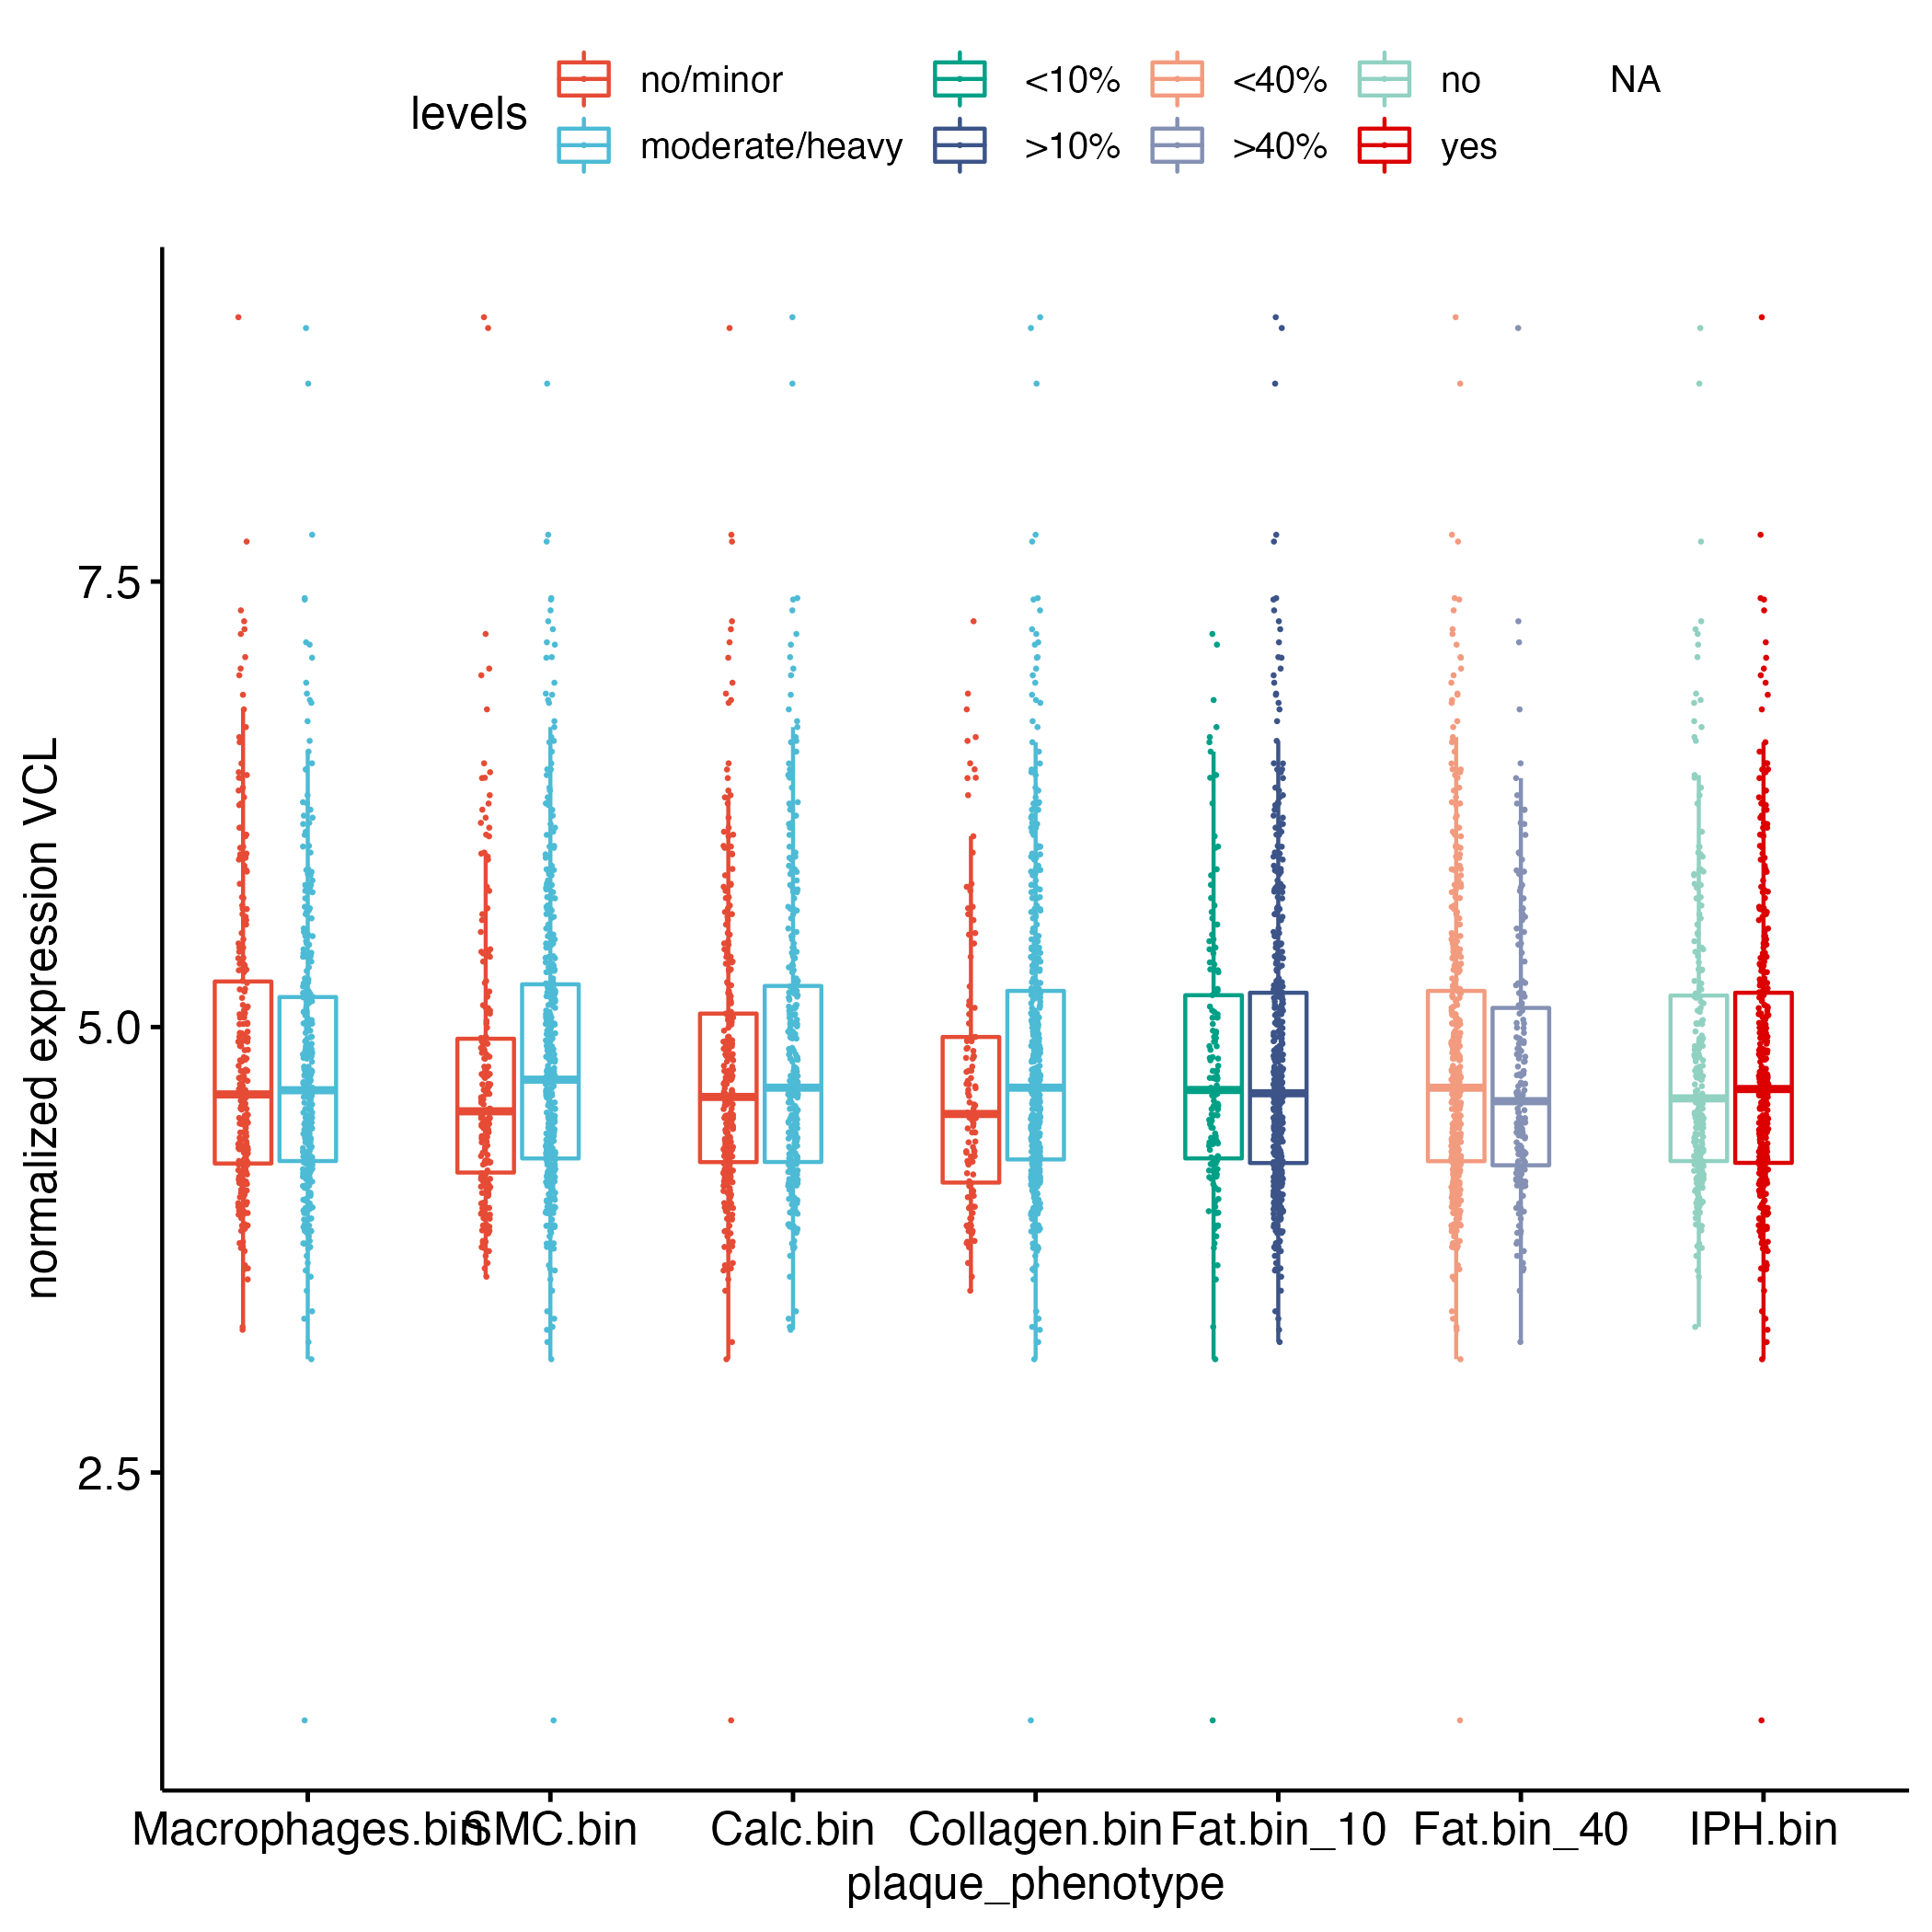 levels
no/minor <10% <40% no NA
moderate/heavy >10% >40% yes
normalized expression VCL
7.5
5.0
2.5
Macrophages.bin SMC.bin Calc.bin Collagen.bin Fat.bin_10 Fat.bin_40 IPH.bin
plaque_phenotype